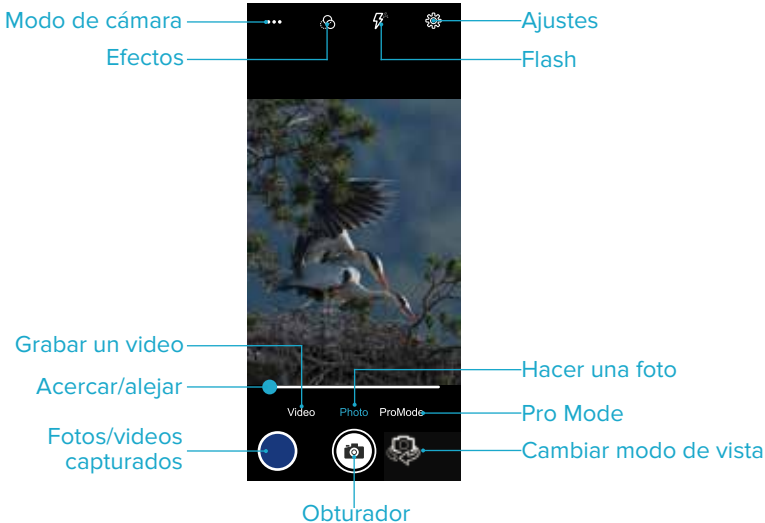 Modo de cámara
Ajustes
Efectos
Flash
Grabar un video
Hacer una foto
Acercar/alejar
Video
Photo
ProMode
Pro Mode
Fotos/videos
capturados
Cambiar modo de vista
Obturador